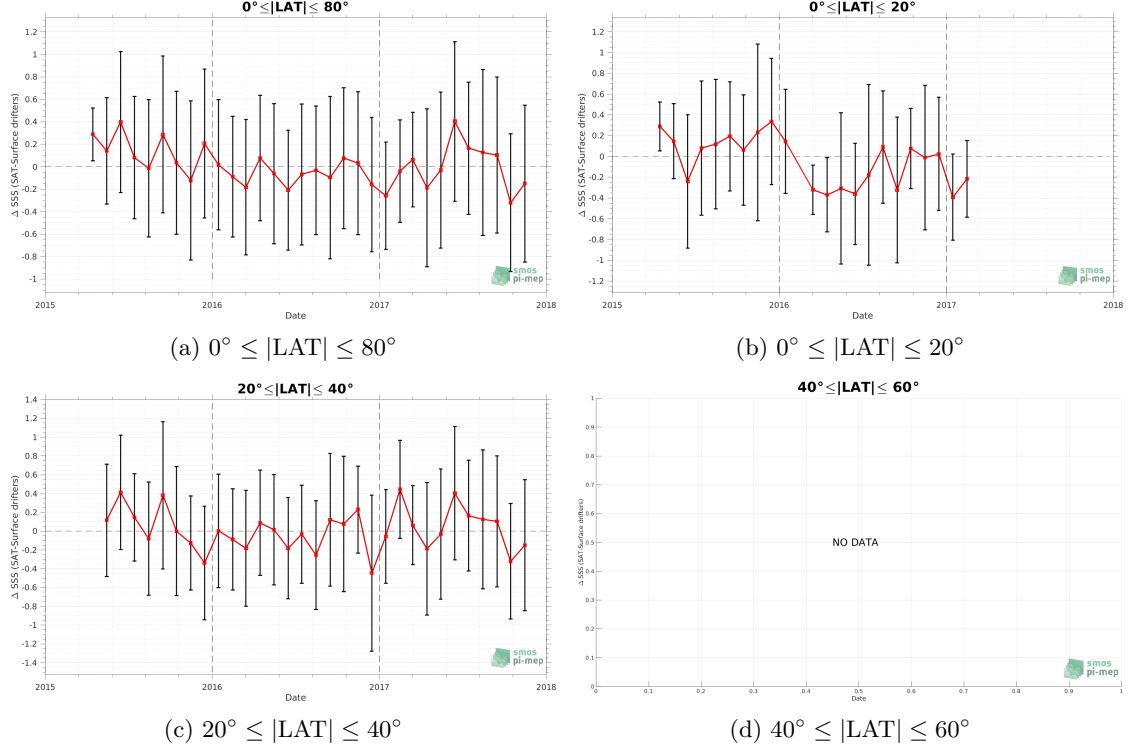 0°≤|LAT|≤ 80°
Δ SSS (SAT-Surface drifters)
1.2
1
0.8
0.6
0.4
0.2
0
-0.2
-0.4
-0.6
-0.8
-1
2015
2016
2017
2018
Date
smos
pi-mep
(a) 0° ≤ |LAT| ≤ 80°
0°≤|LAT|≤ 20°
Δ SSS (SAT-Surface drifters)
1.2
1
0.8
0.6
0.4
0.2
0
-0.2
-0.4
-0.6
-0.8
-1
-1.2
2015
2016
2017
2018
Date
smos
pi-mep
(b) 0° ≤ |LAT| ≤ 20°
20°≤|LAT|≤ 40°
Δ SSS (SAT-Surface drifters)
1.4
1.2
1
0.8
0.6
0.4
0.2
0
-0.2
-0.4
-0.6
-0.8
-1
-1.2
-1.4
2015
2016
2017
2018
Date
smos
pi-mep
(c) 20° ≤ |LAT| ≤ 40°
40°≤|LAT|≤ 60°
Δ SSS (SAT-Surface drifters)
1
0.9
0.8
0.7
0.6
0.5
0.4
0.3
0.2
0.1
0
NO DATA
0
0.1
0.2
0.3
0.4
0.5
0.6
0.7
0.8
0.9
1
Date
smos
pi-mep
(d) 40° ≤ |LAT| ≤ 60°